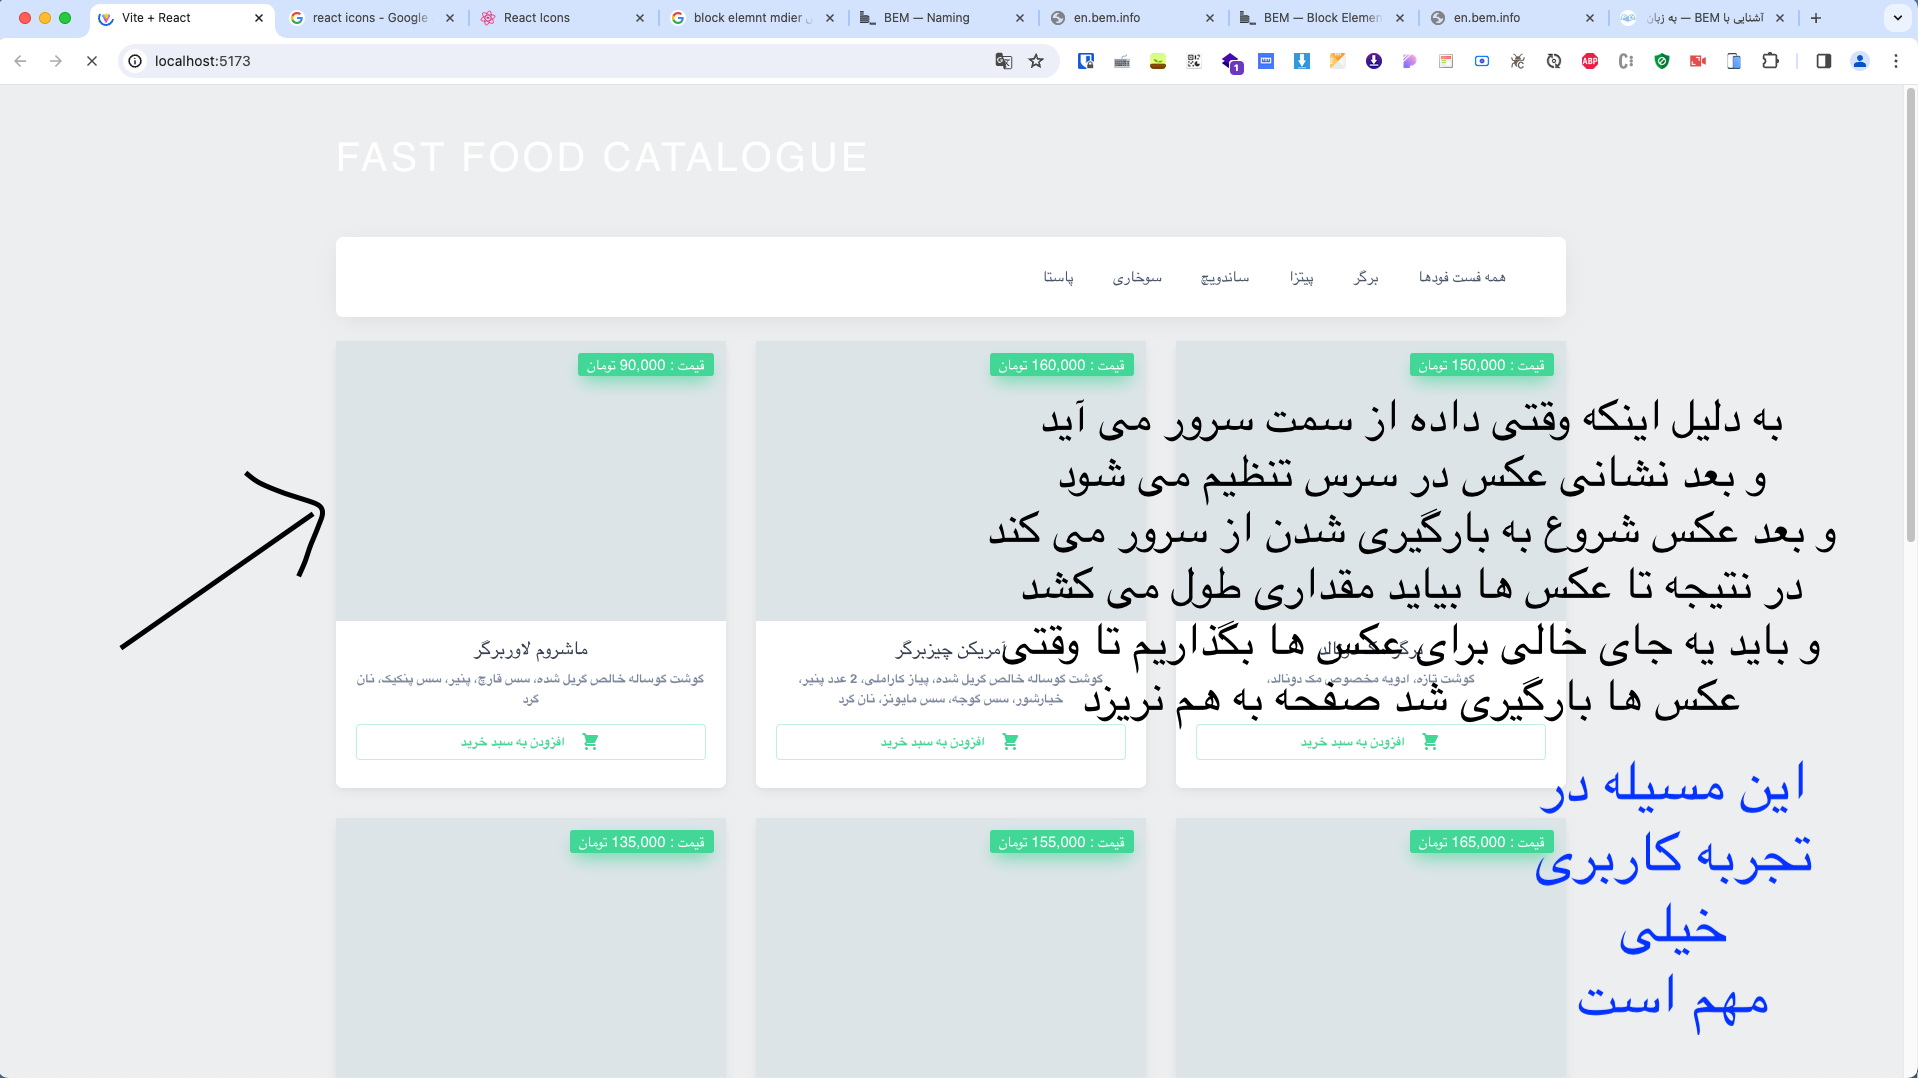 Vite + React
react icons - Google
React Icons
block elemnt mdier
BEM — Naming
en.bem.info
BEM — Block Elemen
en.bem.info
آشنایی با BEM — به زبان
localhost:5173
1
ABP
FAST FOOD CATALOGUE
همه فست فودها
برگر
پیتزا
ساندویچ
سوخاری
پاستا
قیمت : 150,000 تومان
قیمت : 160,000 تومان
قیمت : 90,000 تومان
به دلیل اینکه وقتی داده از سمت سرور می آید
و بعد نشانی عکس در سرس تنظیم می شود
و بعد عکس شروع به بارگیری شدن از سرور می کند
در نتیجه تا عکس ها بیاید مقداری طول می کشد
و باید یه جای خالی برای عکس ها بگذاریم تا وقتی
عکس ها بارگیری شد صفحه به هم نریزد
گوشت تازه، ادویه مخصوص مک دونالد،
افزودن به سبد خرید
آمریکن چیزبرگر
گوشت گوساله خالص گریل شده، پیاز کاراملی، 2 عدد پنیر،
خیارشور، سس گوجه، سس مایونز، نان گرد
افزودن به سبد خرید
ماشروم لاوربرگر
گوشت گوساله خالص گریل شده، سس قارچ، پنیر، سس پنکیک، نان
گرد
افزودن به سبد خرید
این مسیله در
تجربه کاربری
خیلی
مهم است
قیمت : 165,000 تومان
قیمت : 155,000 تومان
قیمت : 135,000 تومان